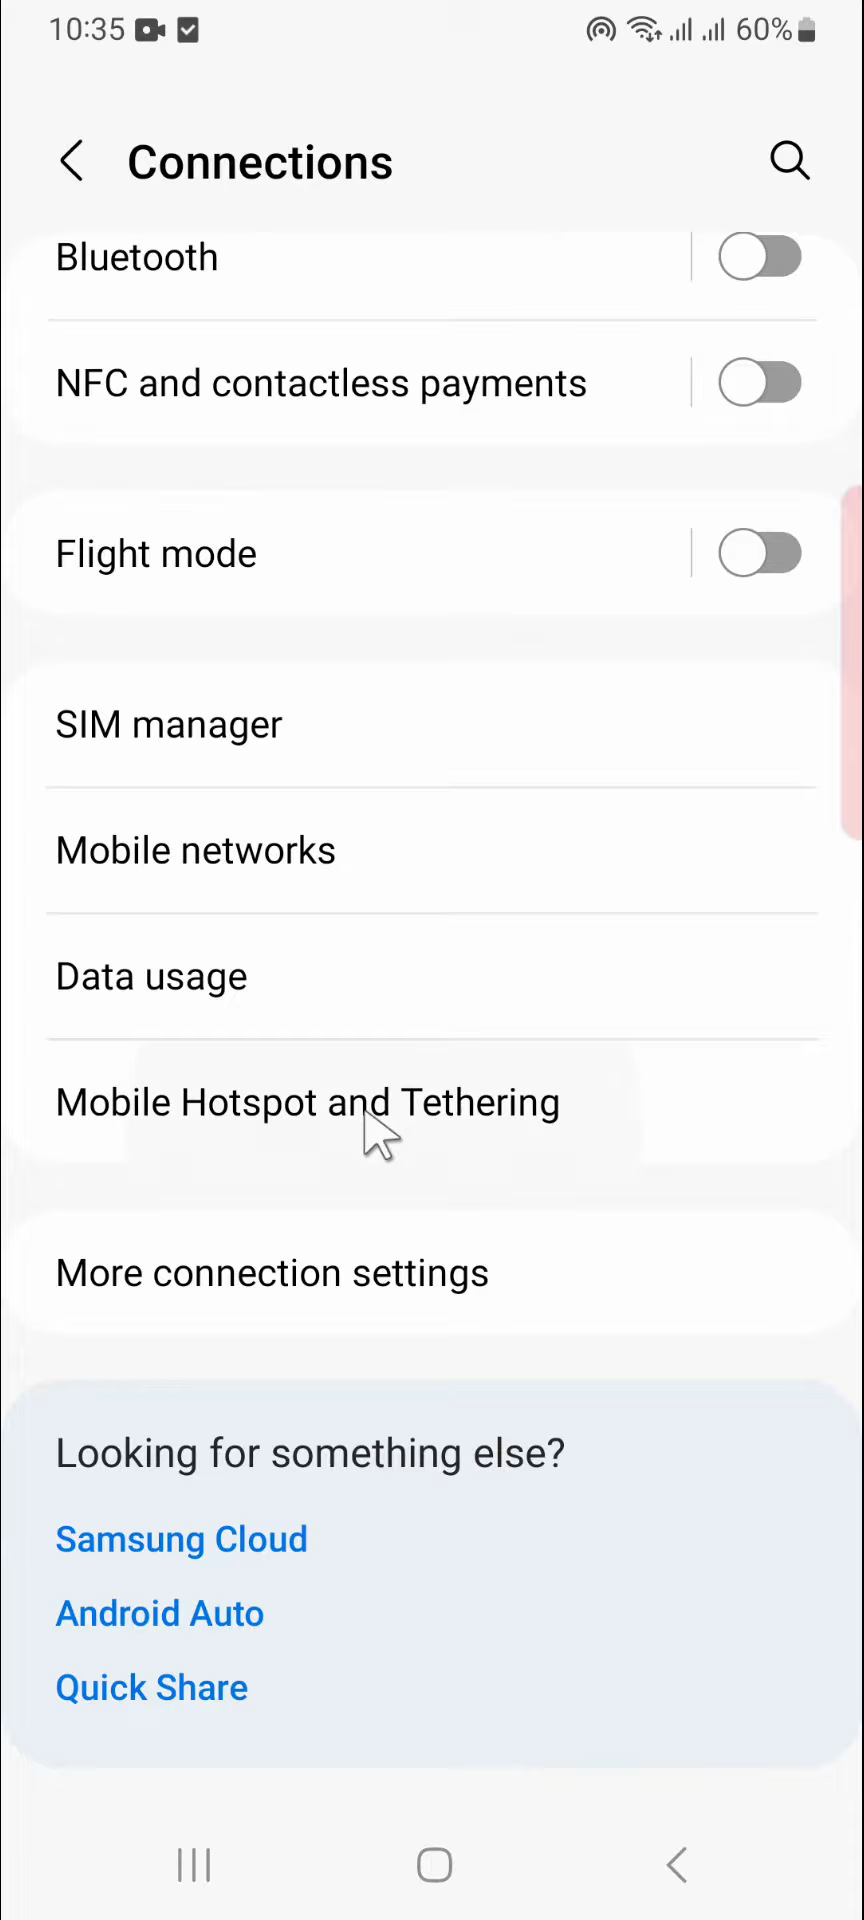 10:35 60%
Connections
Bluetooth
NFC and contactless payments
Flight mode
SIM manager
Mobile networks
Data usage
Mobile Hotspot and Tethering
More connection settings
Looking for something else?
Samsung Cloud
Android Auto
Quick Share